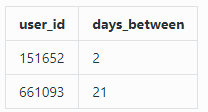 user_id days_between
151652 2
661093 21